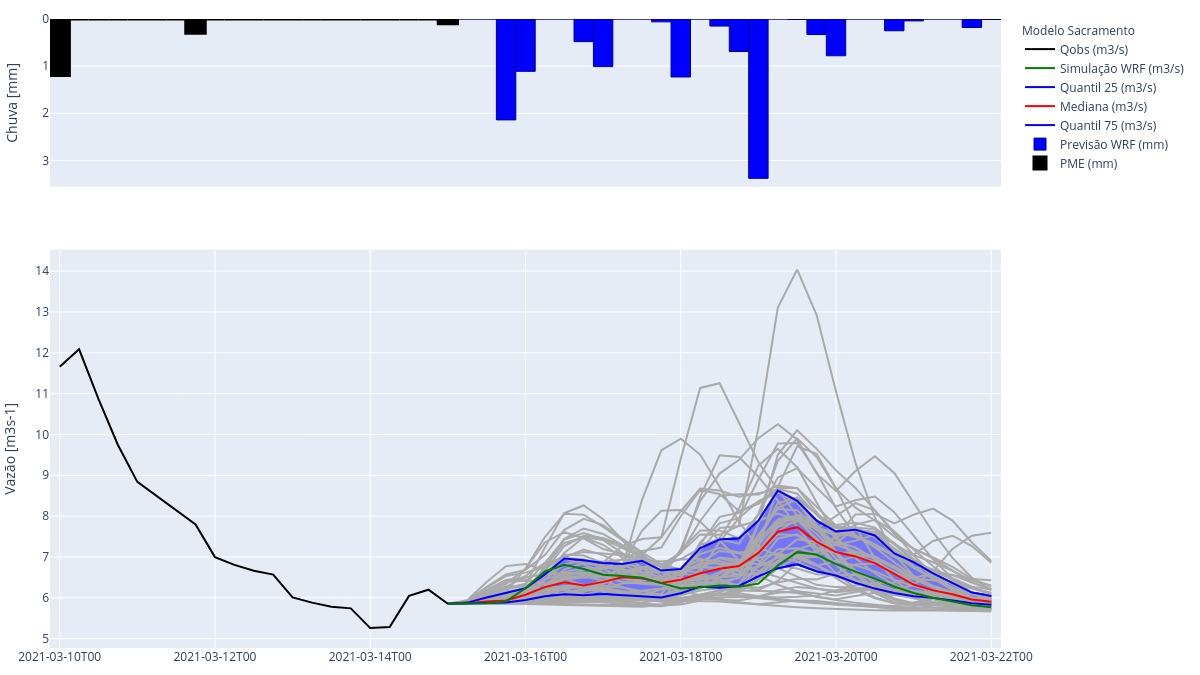 0
1
2
3
Chuva [mm]
Modelo Sacramento
Qobs (m3/s)
Simulação WRF (m3/s)
Quantil 25 (m3/s)
Mediana (m3/s)
Quantil 75 (m3/s)
Previsão WRF (mm)
PME (mm)
14
13
12
11
10
9
8
7
6
5
Vazão [m3s-1]
2021-03-10T00 2021-03-12T00 2021-03-14T00 2021-03-16T00 2021-03-18T00 2021-03-20T00 2021-03-22T00